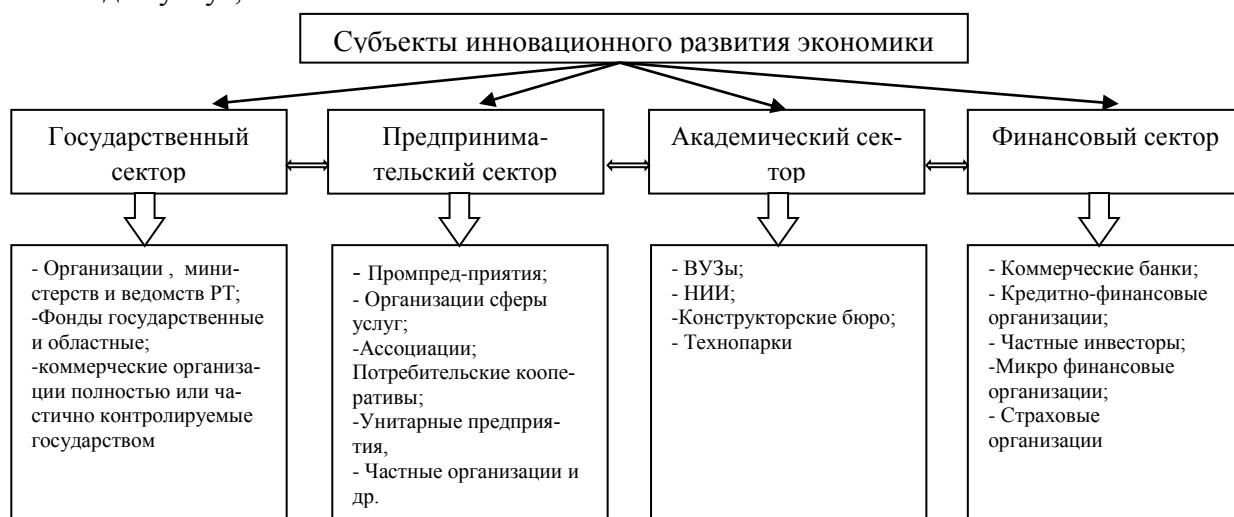 Субъекты инновационного развития экономики
Государственный
сектор
Предпринима-
тельский сектор
Академический сек-
тор
Финансовый сектор
- Организации , мини-
стерств и ведомств РТ;
-Фонды государственные
и областные;
-коммерческие организа-
ции полностью или ча-
стично контролируемые
государством
- Промпред-приятия;
- Организации сферы
услуг;
-Ассоциации;
Потребительские коопе-
ративы;
-Унитарные предприя-
тия,
- Частные организации и
др.
- ВУЗы;
- НИИ;
-Конструкторские бюро;
- Технопарки
- Коммерческие банки;
- Кредитно-финансовые
организации;
- Частные инвесторы;
-Микро финансовые
организации;
- Страховые
организации